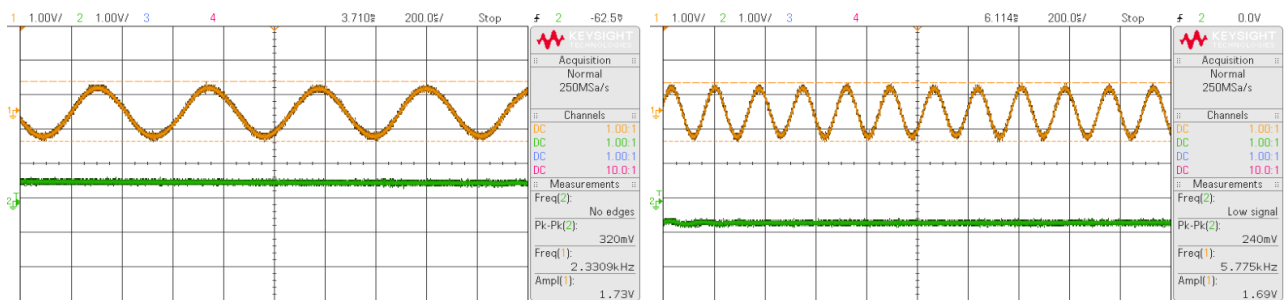 1 1.00V/ 2 1.00V/ 3 4 3.710s 200.0s/ Stop 2 -62.5
KEYSIGHT
TECHNOLOGIES
Acquisition
Normal
250MSa/s
Channels
DC 1.00:1
DC 1.00:1
DC 1.00:1
DC 10.0:1
Measurements
Freq(2):
No edges
Pk-Pk(2):
320mV
Freq(1):
2.3309kHz
Ampl(1):
1.73V
1 1.00V/ 2 1.00V/ 3 4 6.114s 200.0s/ Stop 2 0.0V
KEYSIGHT
TECHNOLOGIES
Acquisition
Normal
250MSa/s
Channels
DC 1.00:1
DC 1.00:1
DC 1.00:1
DC 10.0:1
Measurements
Freq(2):
Low signal
Pk-Pk(2):
240mV
Freq(1):
5.775kHz
Ampl(1):
1.69V